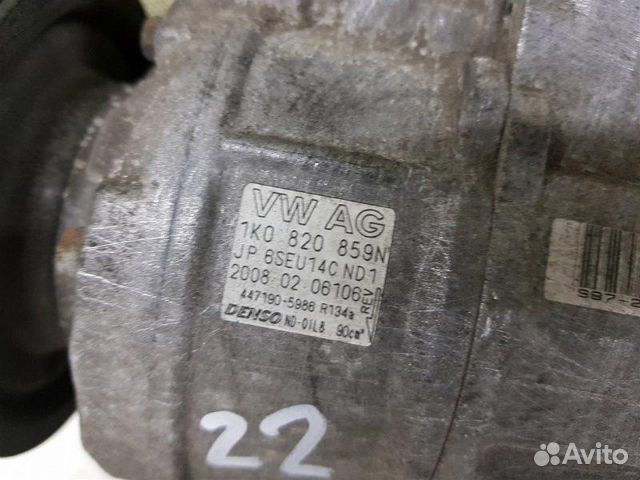 VW AG
1K0 820 859N
JP 6SEU14C ND1
2008 02 06106
REV
447190-5986 R134a
DENSO ND-OIL8 90cm³
22
Avito